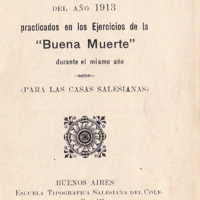 DEL AÑO 1913
practicados en los Ejercicios de la
"Buena Muerte"
durante el mismo año
(PARA LAS CASAS SALESIANAS)
BUENOS AIRES
ESCUELA TIPOGRÁFICA SALESIANA DEL COLE-